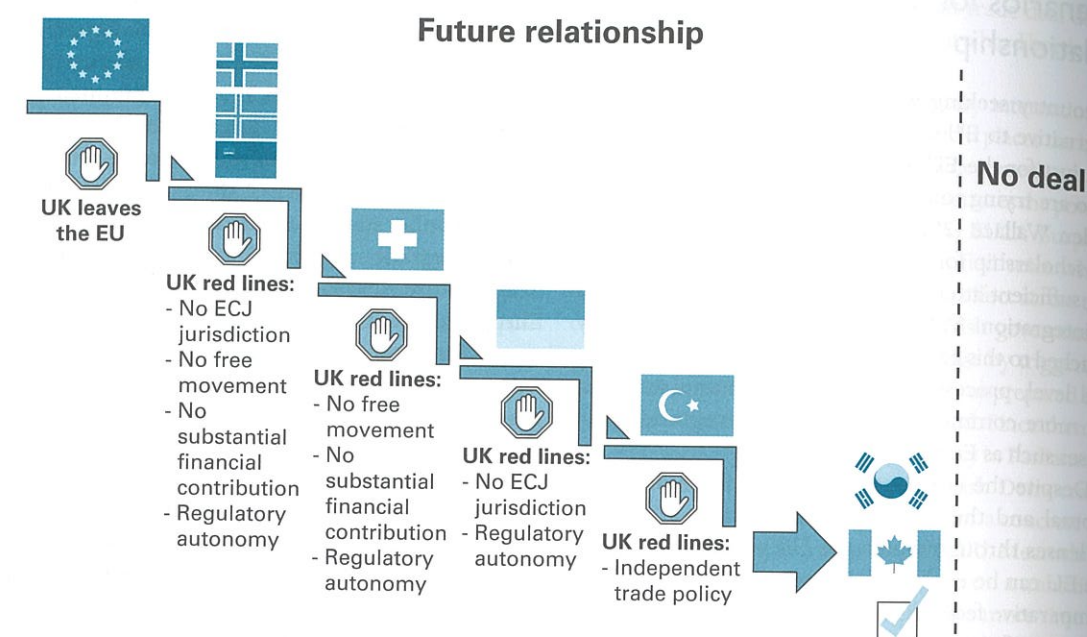 Future relationship
No deal
UK leaves
the EU
UK red lines:
- No ECJ
jurisdiction
- No free
movement
- No
substantial
financial
contribution
- Regulatory
autonomy
UK red lines:
- No free
movement
- No
substantial
financial
contribution
- Regulatory
autonomy
UK red lines:
- No ECJ
jurisdiction
- Regulatory
autonomy
UK red lines:
- Independent
trade policy